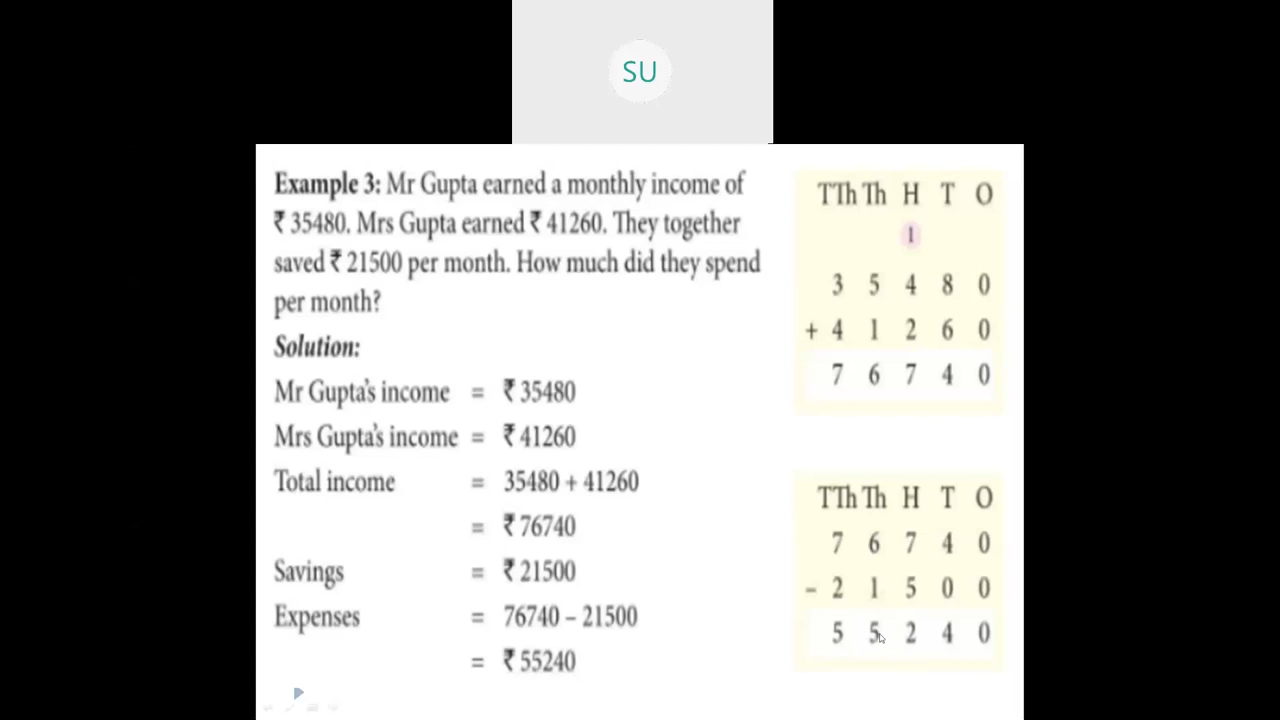 SU
Example 3: Mr Gupta earned a monthly income of
₹ 35480. Mrs Gupta earned ₹ 41260. They together
saved ₹ 21500 per month. How much did they spend
per month?
Solution:
Mr Gupta's income = ₹ 35480
Mrs Gupta's income = ₹ 41260
Total income = 35480 + 41260
= ₹ 76740
Savings = ₹ 21500
Expenses = 76740 – 21500
= ₹ 55240
TTh Th H T O
1
3 5 4 8 0
+ 4 1 2 6 0
7 6 7 4 0
TTh Th H T O
7 6 7 4 0
– 2 1 5 0 0
5 5 2 4 0